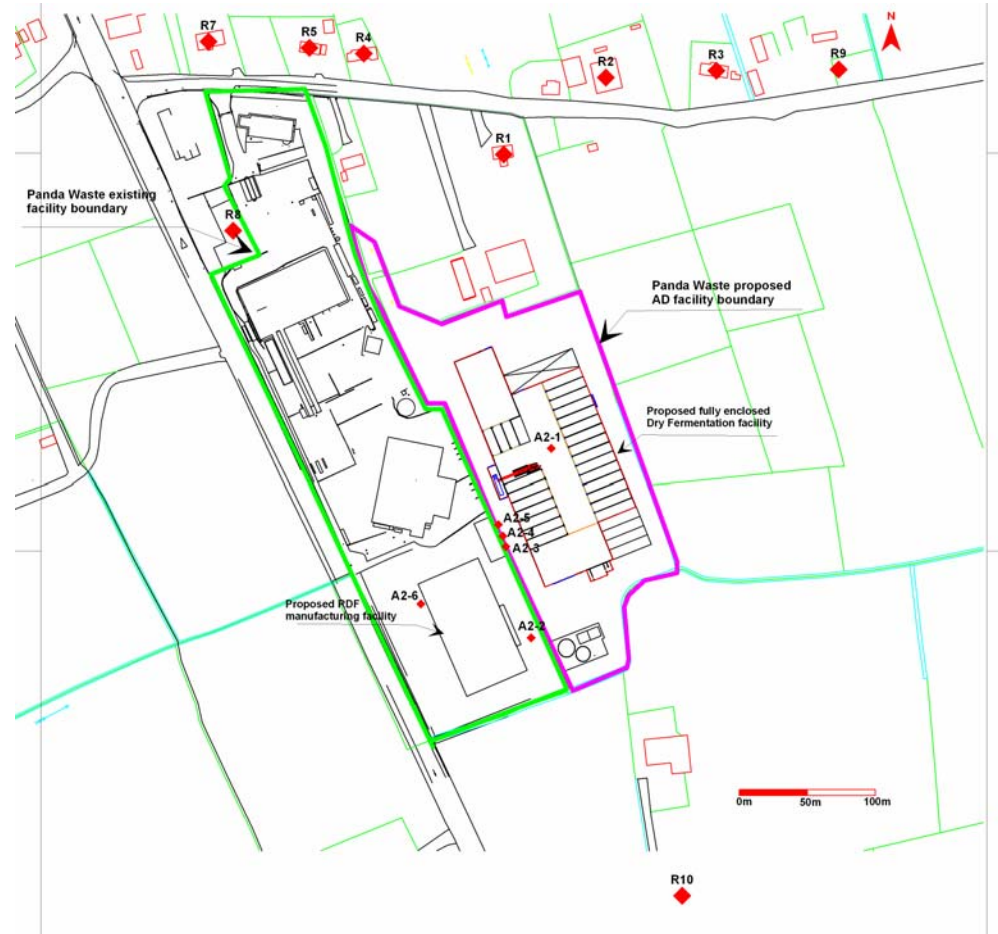 N
R7
R5
R4
R2
R3
R9
R1
Panda Waste existing
facility boundary
R8
Panda Waste proposed
AD facility boundary
Proposed fully enclosed
Dry Fermentation facility
A2-1
A2-5
A2-4
A2-3
A2-6
Proposed RDF
manufacturing facility
A2-2
0m 50m 100m
R10